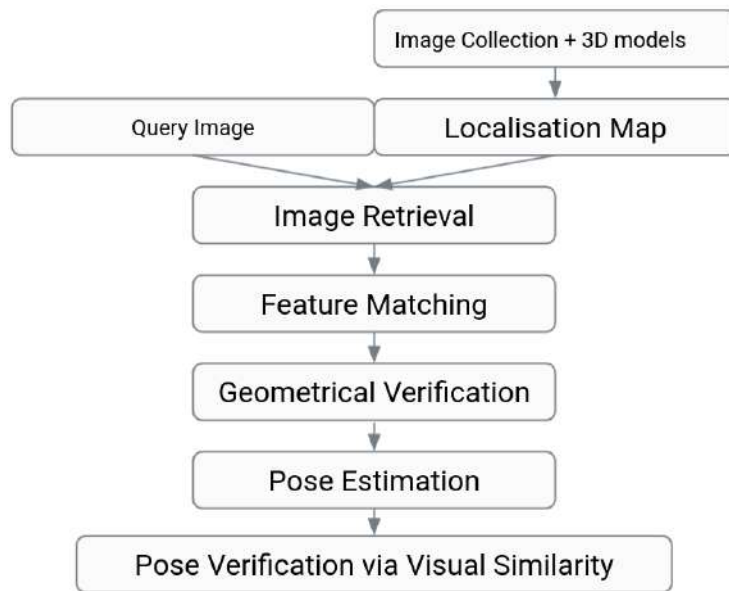 Image Collection + 3D models
Query Image
Localisation Map
Image Retrieval
Feature Matching
Geometrical Verification
Pose Estimation
Pose Verification via Visual Similarity